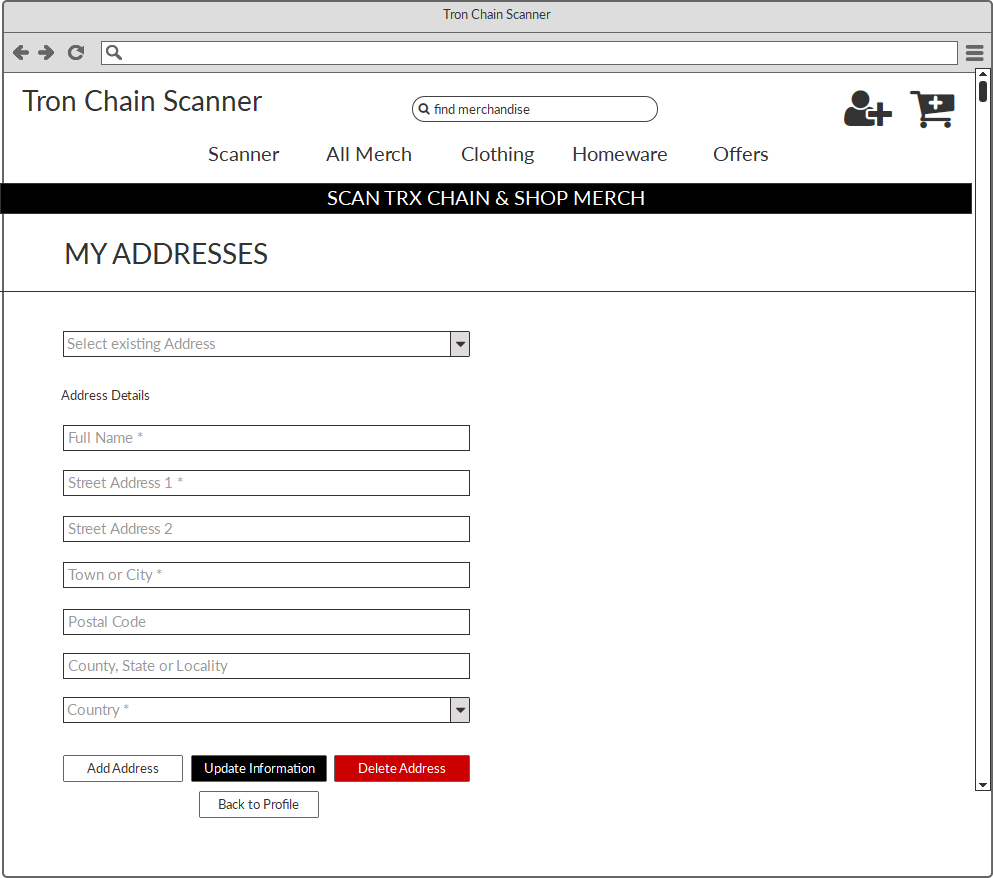 Tron Chain Scanner
Tron Chain Scanner
find merchandise
Scanner All Merch Clothing Homeware Offers
SCAN TRX CHAIN & SHOP MERCH
MY ADDRESSES
Select existing Address
Address Details
Full Name *
Street Address 1 *
Street Address 2
Town or City *
Postal Code
County, State or Locality
Country *
Add Address Update Information Delete Address
Back to Profile